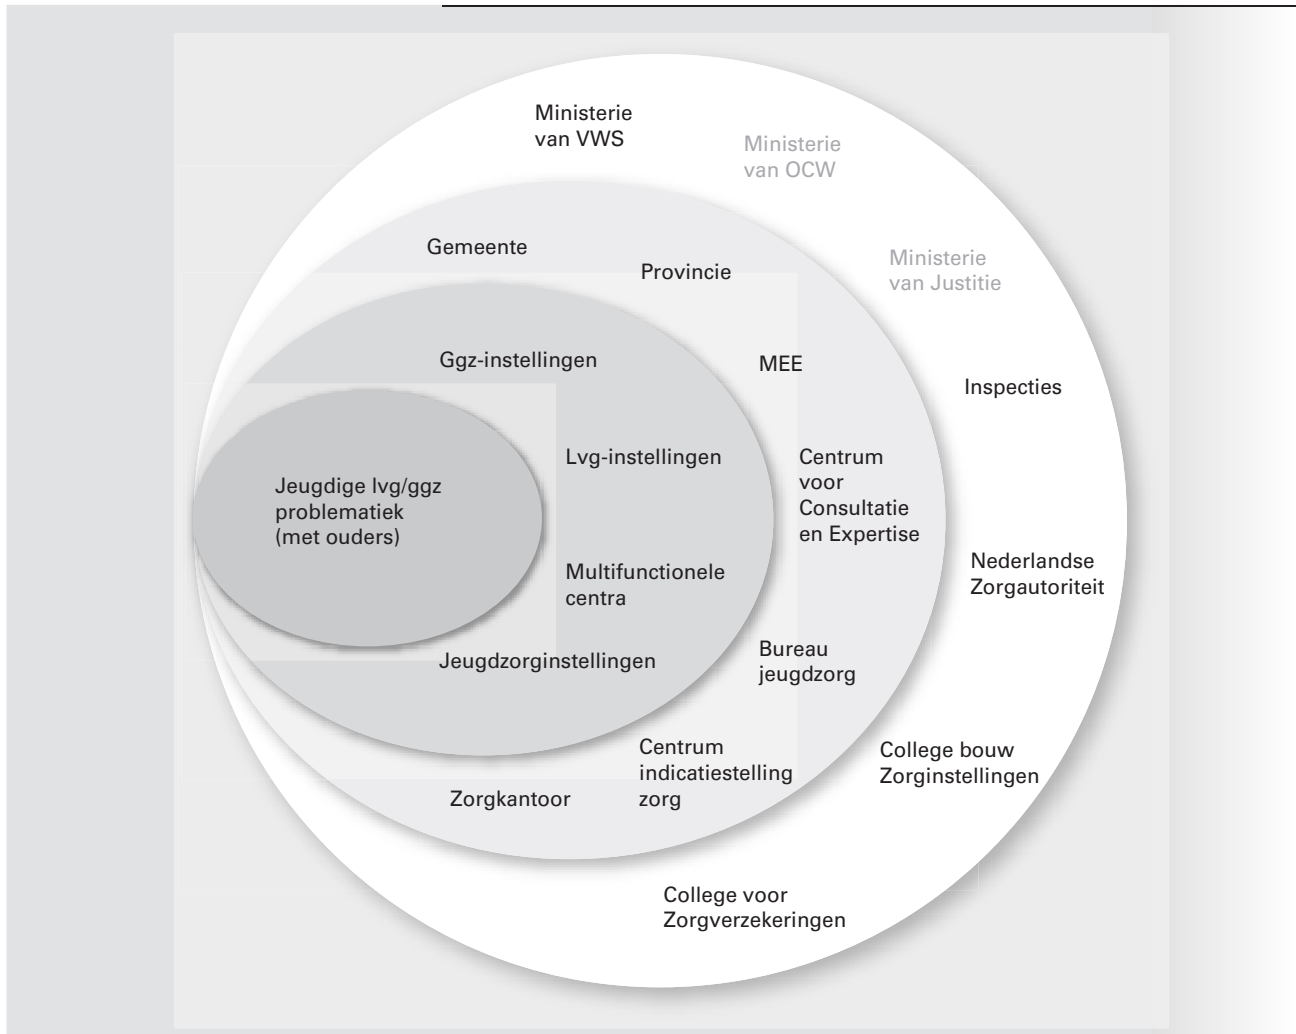 Ministerie
van VWS
Ministerie
van OCW
Gemeente
Provincie
Ministerie
van Justitie
Ggz-instellingen
MEE
Inspecties
Lvg-instellingen
Centrum
voor
Consultatie
en Expertise
Jeugdige lvg/ggz
problematiek
(met ouders)
Nederlandse
Zorgautoriteit
Multifunctionele
centra
Jeugdzorginstellingen
Bureau
jeugdzorg
Centrum
indicatiestelling
zorg
College bouw
Zorginstellingen
Zorgkantoor
College voor
Zorgverzekeringen